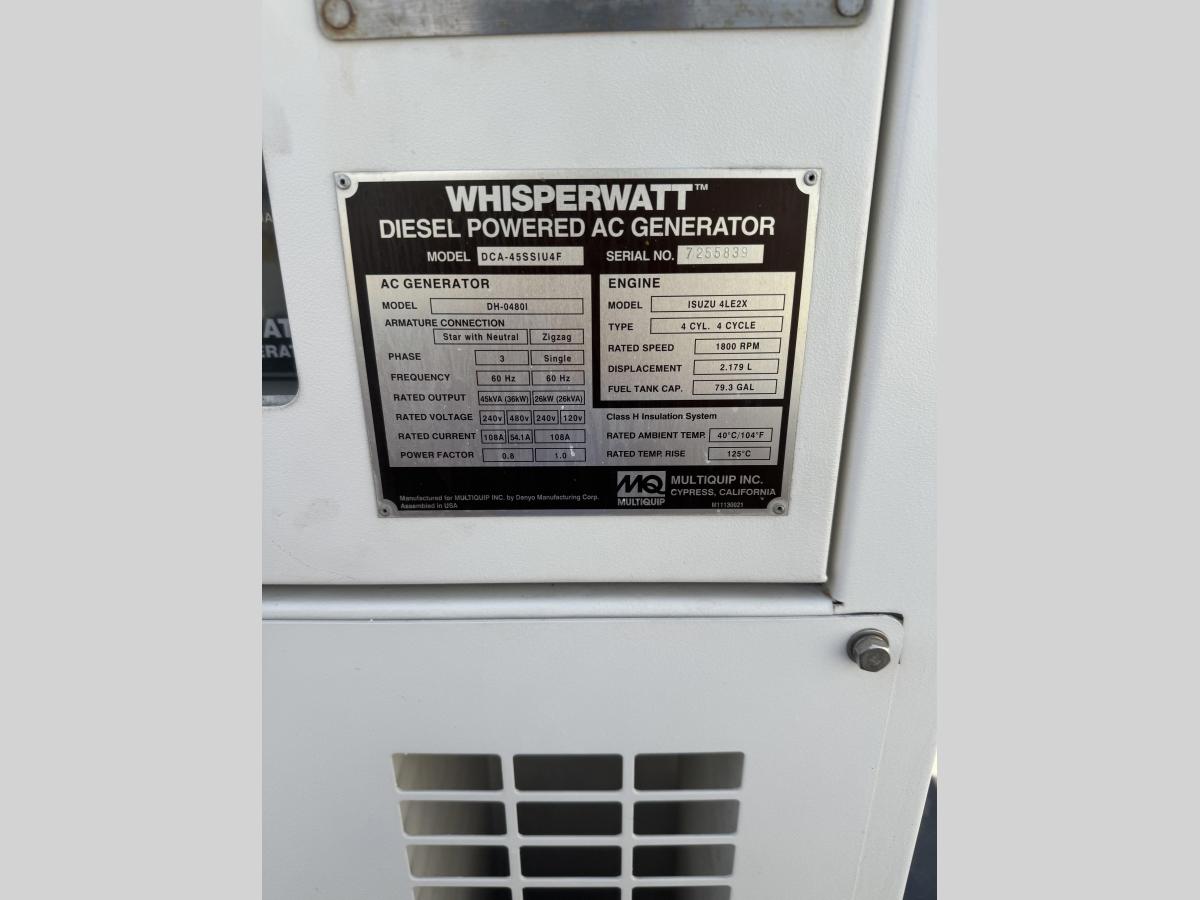 WHISPERWATT™
DIESEL POWERED AC GENERATOR
MODEL DCA-45SSIU4F SERIAL NO. 7255839
AC GENERATOR
MODEL DH-0480I
ARMATURE CONNECTION
Star with Neutral Zigzag
PHASE 3 Single
FREQUENCY 60 Hz 60 Hz
RATED OUTPUT 45kVA (36kW) 26kW (26kVA)
RATED VOLTAGE 240v 480v 240v 120v
RATED CURRENT 108A 54.1A 108A
POWER FACTOR 0.8 1.0
ENGINE
MODEL ISUZU 4LE2X
TYPE 4 CYL. 4 CYCLE
RATED SPEED 1800 RPM
DISPLACEMENT 2.179 L
FUEL TANK CAP. 79.3 GAL
Class H Insulation System
RATED AMBIENT TEMP. 40°C/104°F
RATED TEMP. RISE 125°C
Manufactured for MULTIQUIP INC. by Denyo Manufacturing Corp.
Assembled in USA
MQ
MULTIQUIP
MULTIQUIP INC.
CYPRESS, CALIFORNIA
M11130021